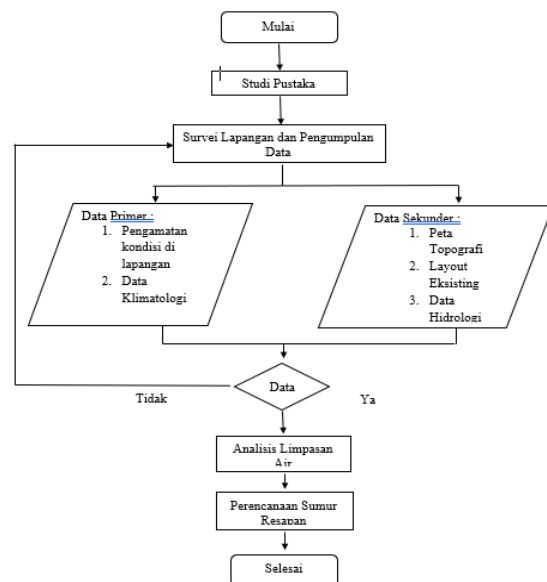 Mulai
Studi Pustaka
Survei Lapangan dan Pengumpulan
Data
Data Primer :
1. Pengamatan
kondisi di
lapangan
2. Data
Klimatologi
Data Sekunder :
1. Peta
Topografi
2. Layout
Eksisting
3. Data
Hidrologi
Data
Tidak
Ya
Analisis Limpasan
Air
Perencanaan Sumur
Resapan
Selesai